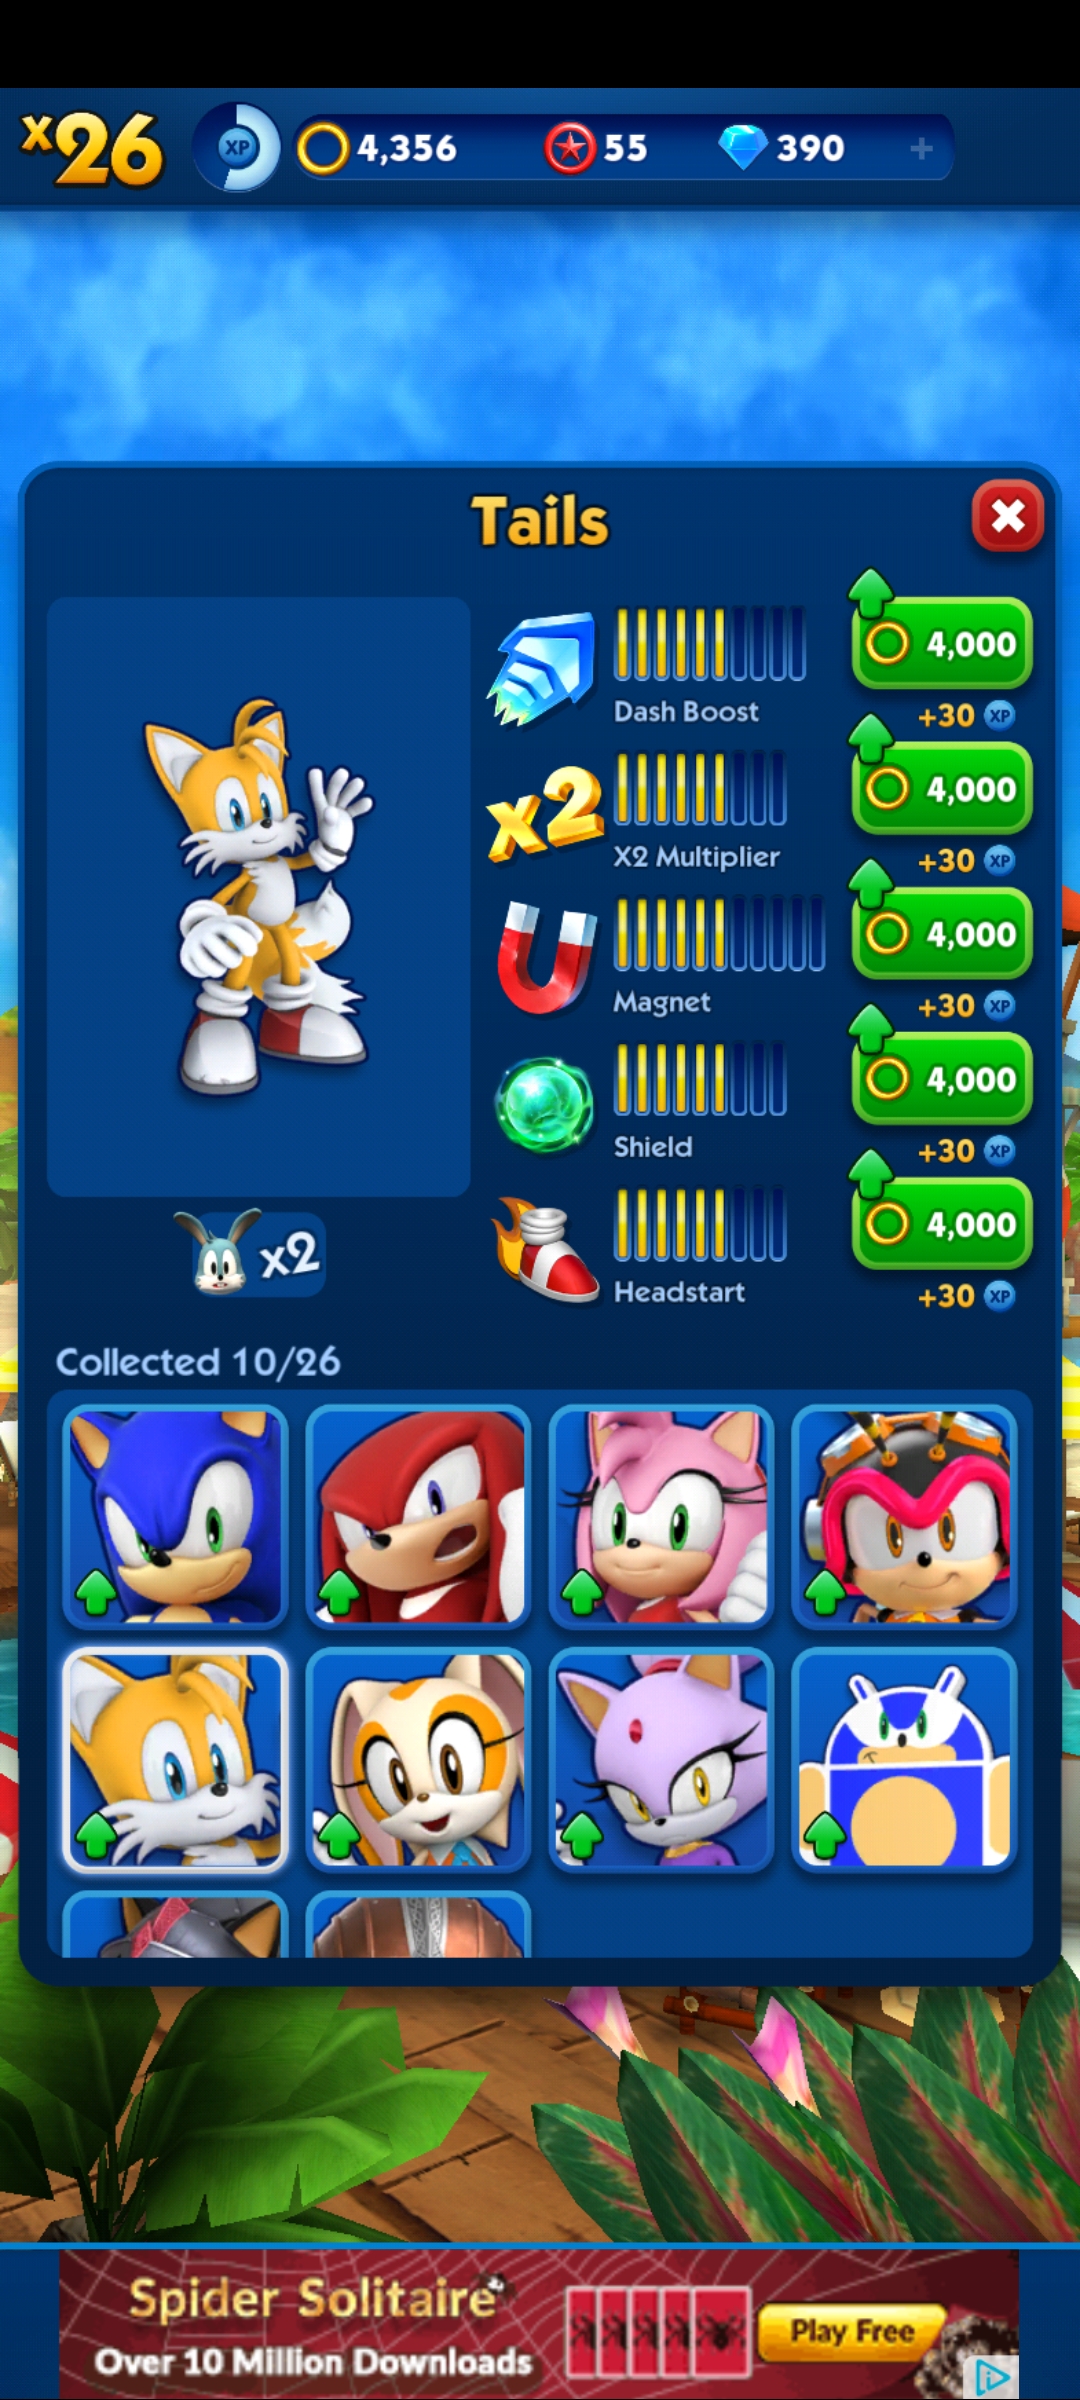 x26 XP 4,356 55 390 +
Tails
4,000
Dash Boost +30 XP
x2 4,000
X2 Multiplier +30 XP
4,000
Magnet +30 XP
4,000
Shield +30 XP
x2 4,000
Headstart +30 XP
Collected 10/26
Spider Solitaire
Over 10 Million Downloads
Play Free